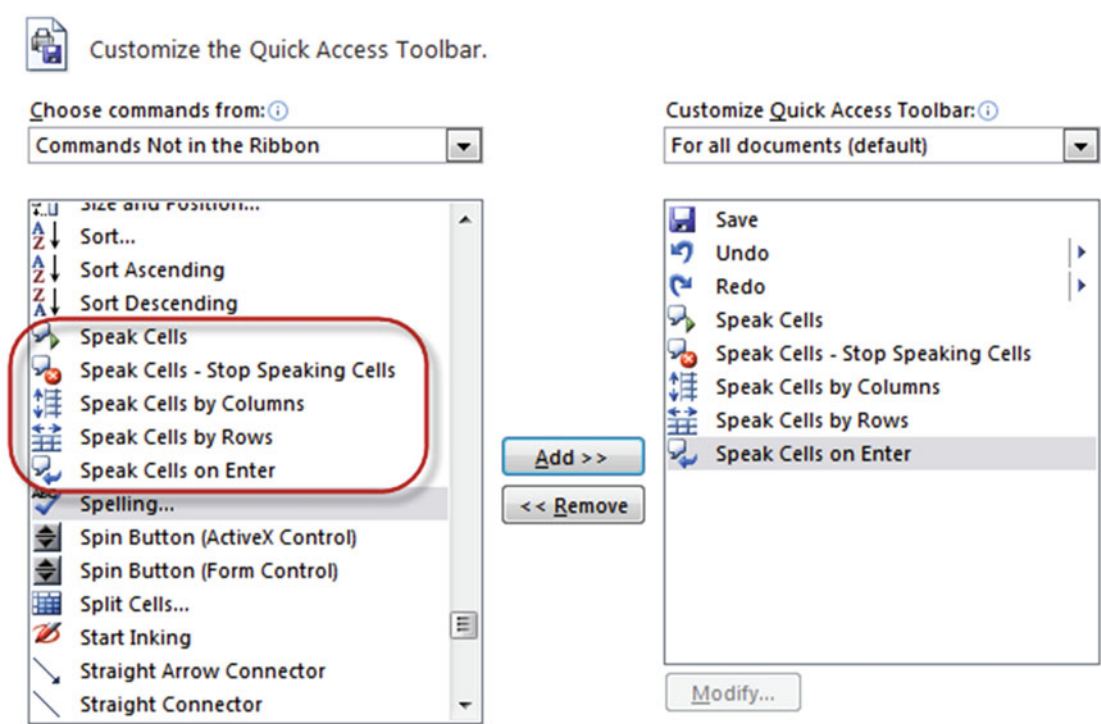 Customize the Quick Access Toolbar.
Choose commands from:
Commands Not in the Ribbon
Size and Position...
Sort...
Sort Ascending
Sort Descending
Speak Cells
Speak Cells - Stop Speaking Cells
Speak Cells by Columns
Speak Cells by Rows
Speak Cells on Enter
Spelling...
Spin Button (ActiveX Control)
Spin Button (Form Control)
Split Cells...
Start Inking
Straight Arrow Connector
Straight Connector
Add >>
<< Remove
Customize Quick Access Toolbar:
For all documents (default)
Save
Undo
Redo
Speak Cells
Speak Cells - Stop Speaking Cells
Speak Cells by Columns
Speak Cells by Rows
Speak Cells on Enter
Modify...